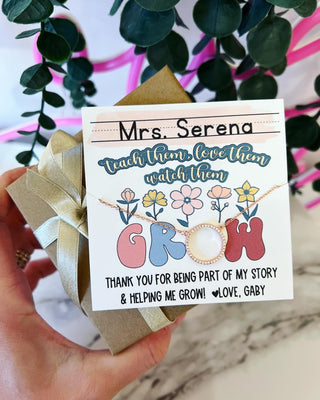 Mrs. Serena
teach them, love them
watch them
GROW
THANK YOU FOR BEING PART OF MY STORY
& HELPING ME GROW! ♥LOVE, GABY